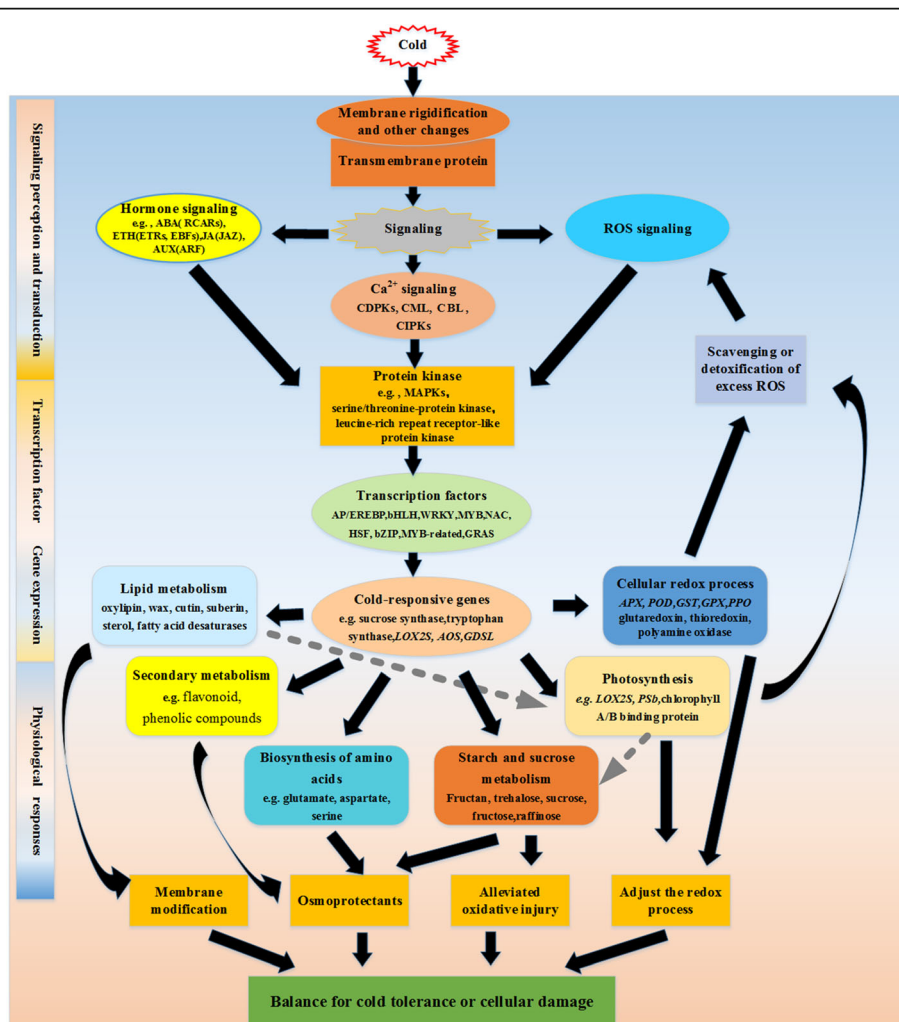 Cold
Membrane rigidification
and other changes
Transmembrane protein
Signaling perception and transduction
Hormone signaling
e.g. , ABA( RCARs),
ETH(ETRs, EBFs),JA(JAZ),
AUX(ARF)
Signaling
ROS signaling
Ca²⁺ signaling
CDPKs, CML, CBL ,
CIPKs
Scavenging or
detoxification of
excess ROS
Protein kinase
e.g. , MAPKs,
serine/threonine-protein kinase,
leucine-rich repeat receptor-like
protein kinase
Transcription factor
Transcription factors
AP/EREBP,bHLH,WRKY,MYB,NAC,
HSF, bZIP,MYB-related,GRAS
Gene expression
Lipid metabolism
oxylipin, wax, cutin, suberin,
sterol, fatty acid desaturases
Cold-responsive genes
e.g. sucrose synthase,tryptophan
synthase,LOX2S, AOS,GDSL
Cellular redox process
APX, POD,GST,GPX,PPO
glutaredoxin, thioredoxin,
polyamine oxidase
Physiological responses
Secondary metabolism
e.g. flavonoid,
phenolic compounds
Photosynthesis
e.g. LOX2S, PSb,chlorophyll
A/B binding protein
Biosynthesis of amino
acids
e.g. glutamate, aspartate,
serine
Starch and sucrose
metabolism
Fructan, trehalose, sucrose,
fructose,raffinose
Membrane
modification
Osmoprotectants
Alleviated
oxidative injury
Adjust the redox
process
Balance for cold tolerance or cellular damage